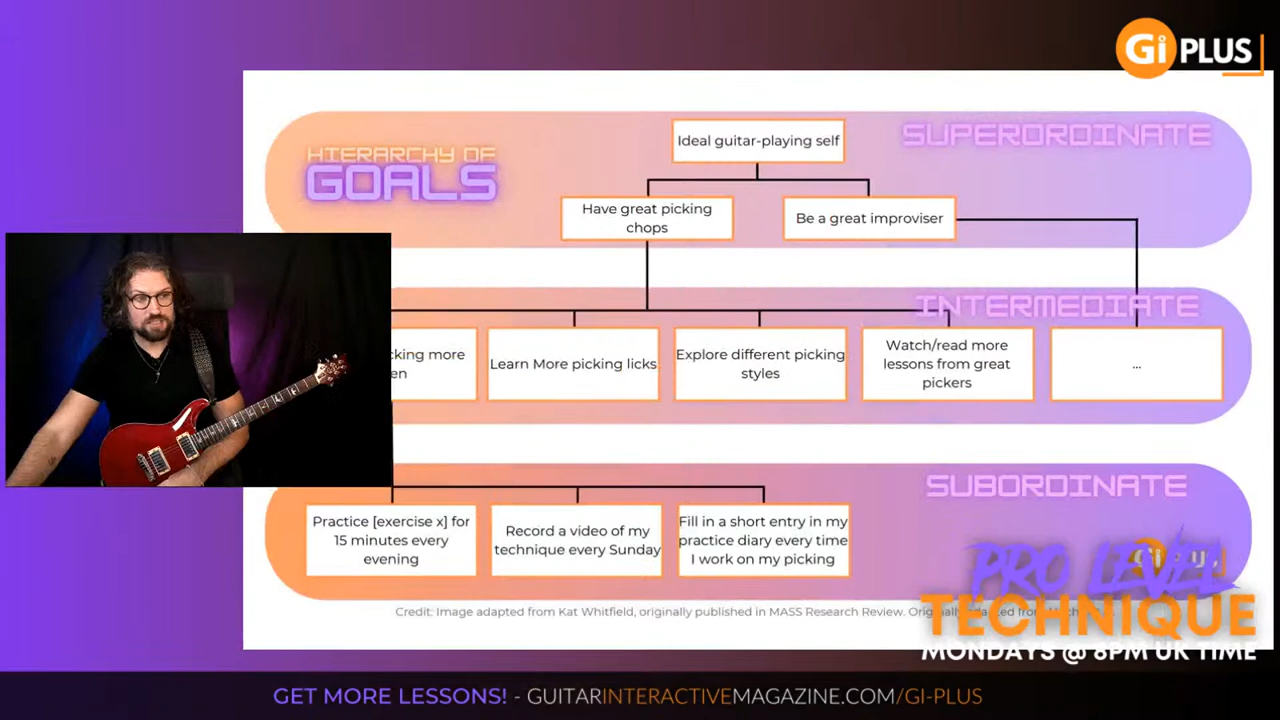 Gi PLUS
Ideal guitar-playing self
SUPERORDINATE
HIERARCHY OF
GOALS
Have great picking
chops
Be a great improviser
INTERMEDIATE
more
Learn More picking licks
Explore different picking
styles
Watch/read more
lessons from great
pickers
...
SUBORDINATE
Practice [exercise x] for
15 minutes every
evening
Record a video of my
technique every Sunday
Fill in a short entry in my
practice diary every time
I work on my picking
Credit: Image adapted from Kat Whitfield, originally published in MASS Research Review.
PRO LEVEL
TECHNIQUE
MONDAYS @ 8PM UK TIME
GET MORE LESSONS! - GUITARINTERACTIVEMAGAZINE.COM/GI-PLUS